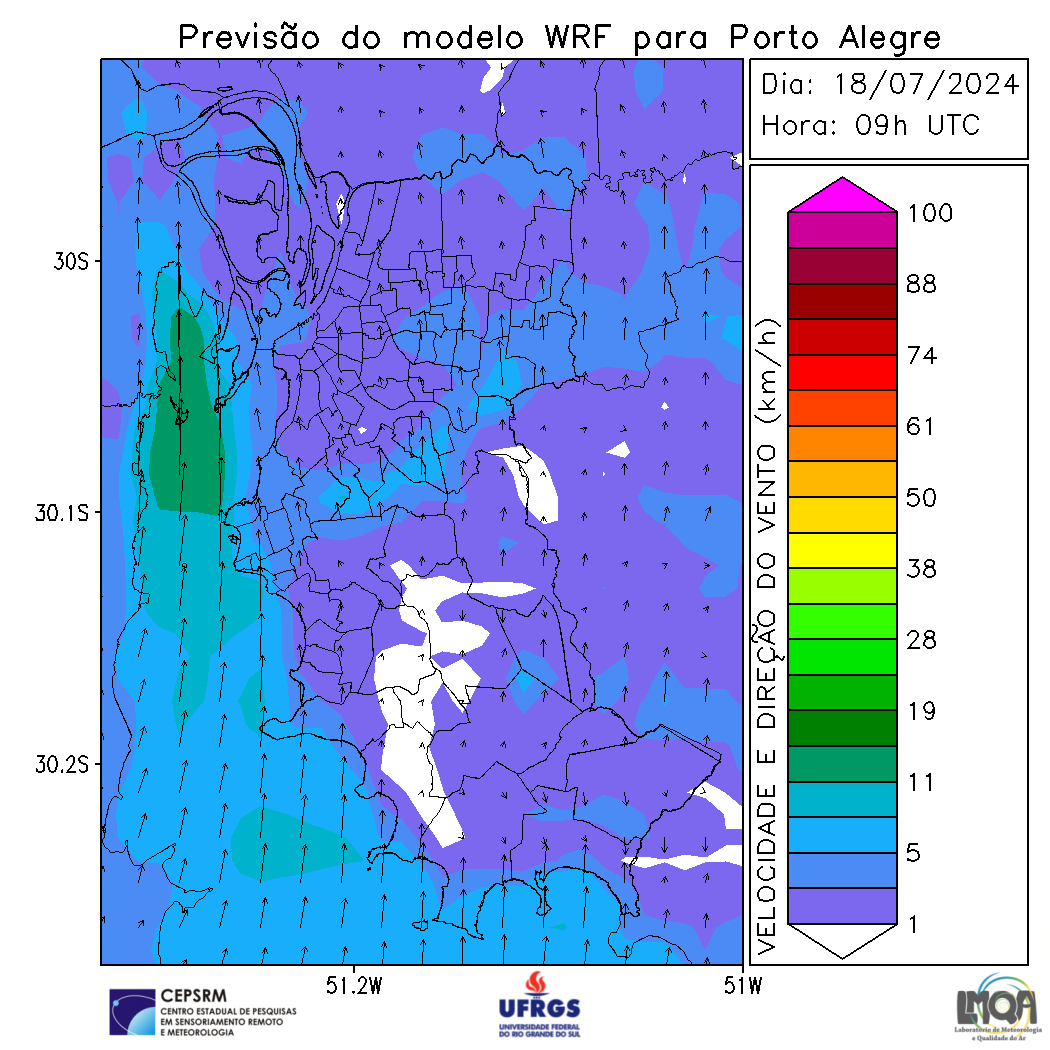 Previsão do modelo WRF para Porto Alegre
Dia: 18/07/2024
Hora: 09h UTC
30S
30.1S
30.2S
51.2W
51W
VELOCIDADE E DIREÇÃO DO VENTO (km/h)
100
88
74
61
50
38
28
19
11
5
1
CEPSRM
CENTRO ESTADUAL DE PESQUISAS
EM SENSORIAMENTO REMOTO
E METEOROLOGIA
UFRGS
UNIVERSIDADE FEDERAL
DO RIO GRANDE DO SUL
LMQA
Laboratório de Meteorologia
e Qualidade do Ar